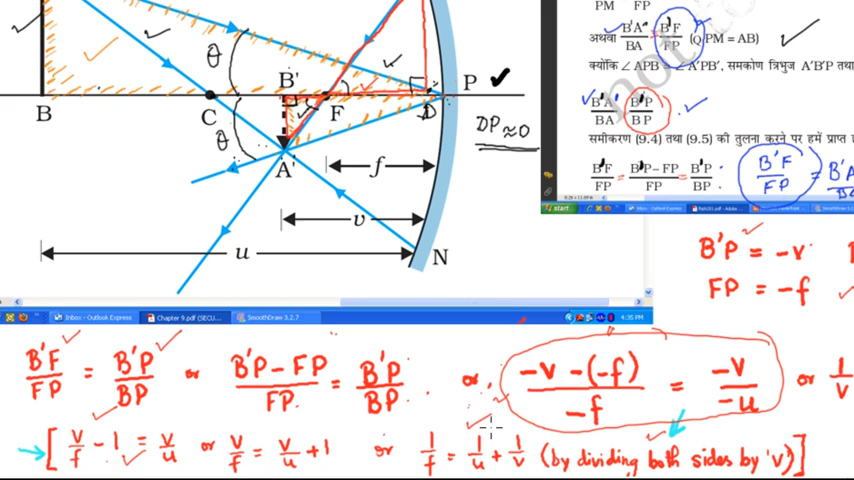 PM FP
अथवा B'A' / BA = B'F / FP (Q PM = AB)
क्योंकि ∠ APB = ∠ A'PB', समकोण त्रिभुज A'B'P तथा
B'A' / BA = B'P / BP
समीकरण (9.4) तथा (9.5) की तुलना करने पर हमें प्राप्त
B'F / FP = B'P – FP / FP = B'P / BP :
B'F / FP = B'A
θ
B'
P
B
C
F
D
DP ≈ 0
θ
A'
f
v
u
N
start
B'P = -v
FP = -f
Inbox - Outlook Express Chapter 9.pdf (SECU... SmoothDraw 3.2.7 4:35 PM
B'F / FP = B'P / BP or B'P - FP / FP = B'P / BP or -v - (-f) / -f = -v / -u or 1 / v
[ v/f - 1 = v/u or v/f = v/u + 1 or 1/f = 1/u + 1/v (by dividing both sides by 'v')]